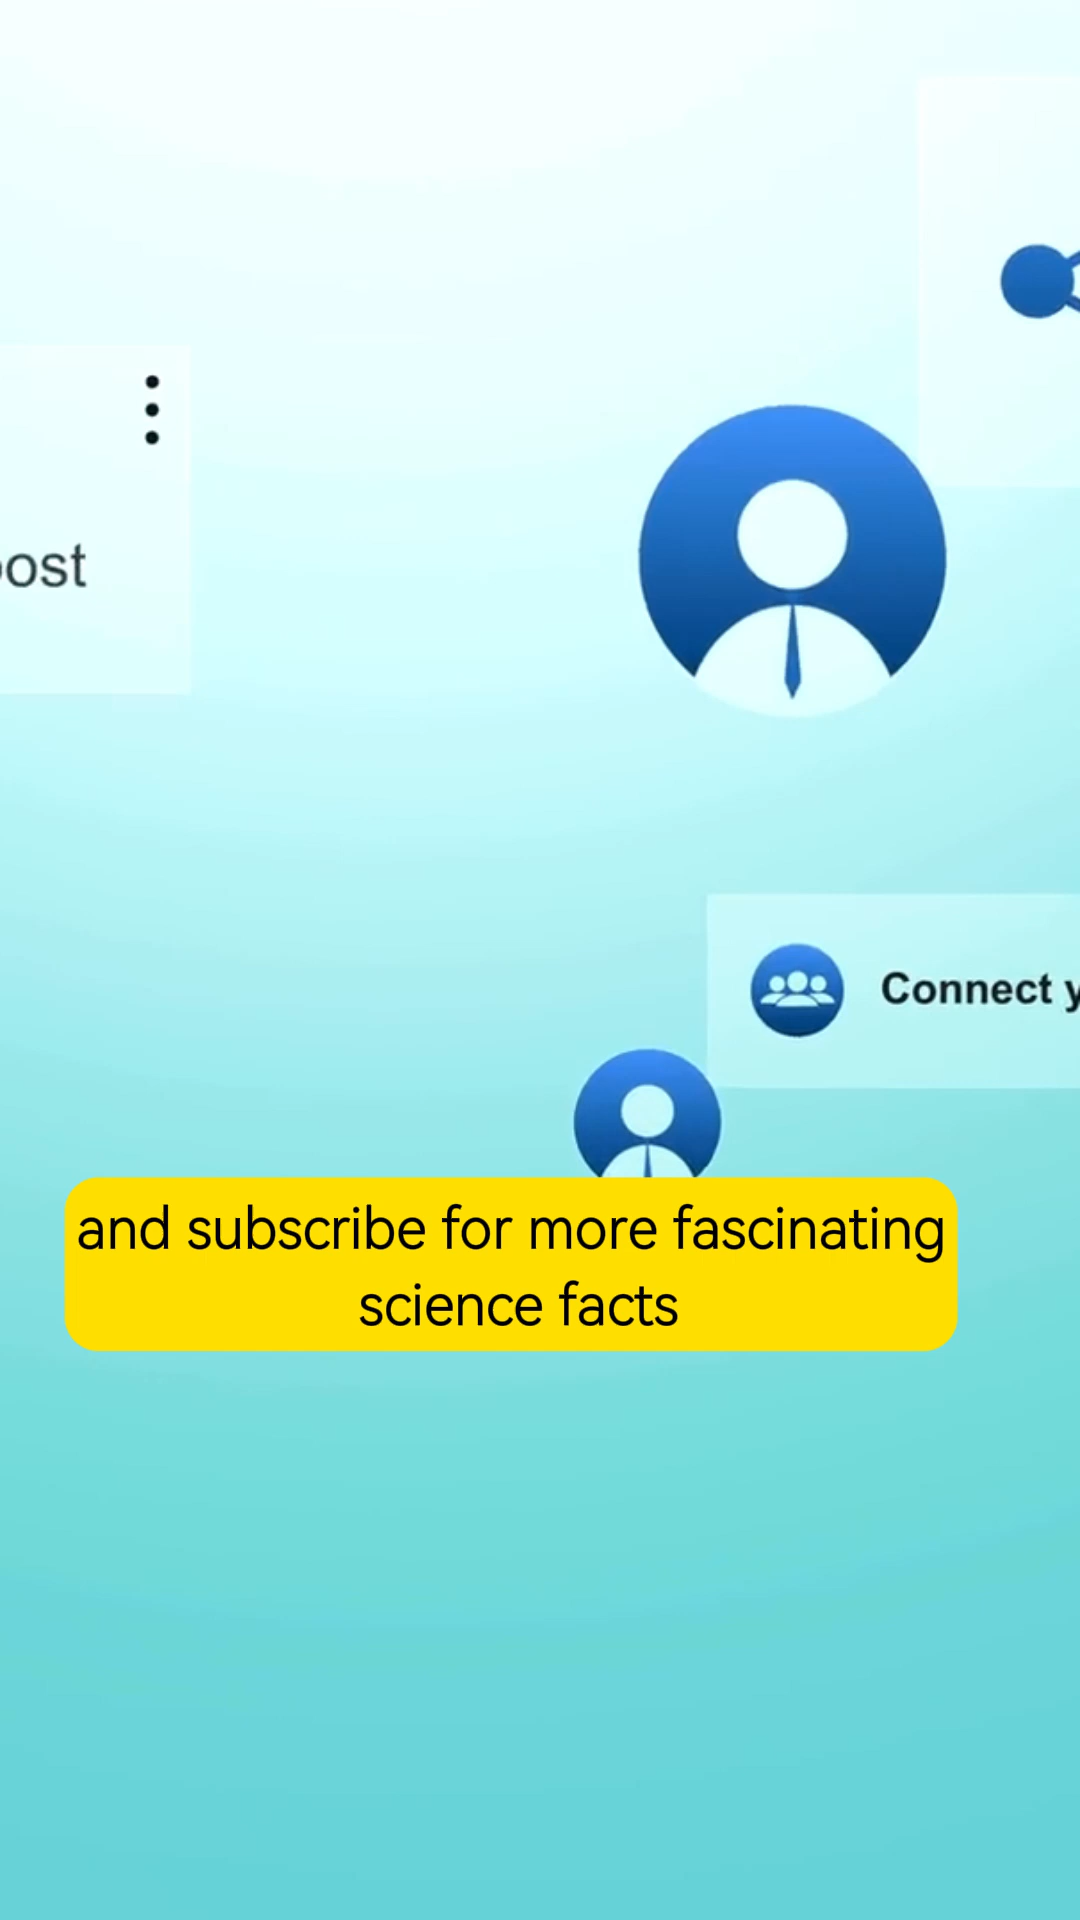 ost
Connect
and subscribe for more fascinating
science facts